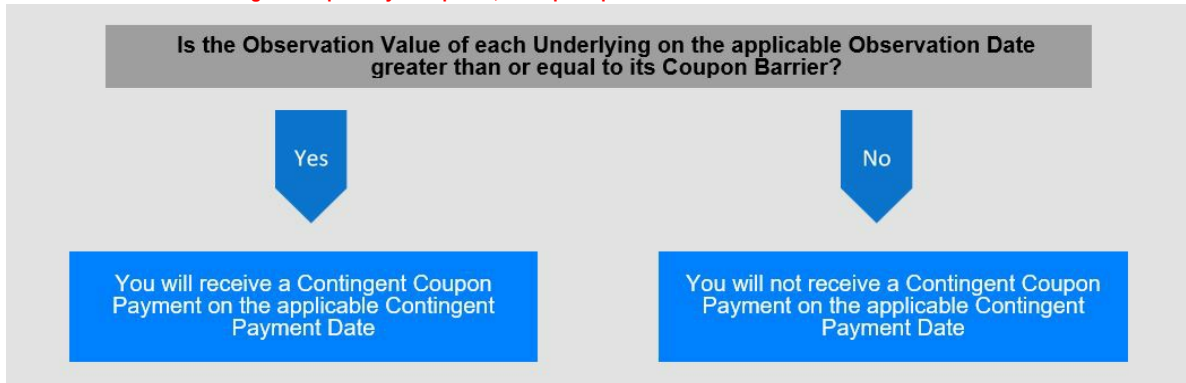 Is the Observation Value of each Underlying on the applicable Observation Date
greater than or equal to its Coupon Barrier?
Yes
No
You will receive a Contingent Coupon
Payment on the applicable Contingent
Payment Date
You will not receive a Contingent Coupon
Payment on the applicable Contingent
Payment Date